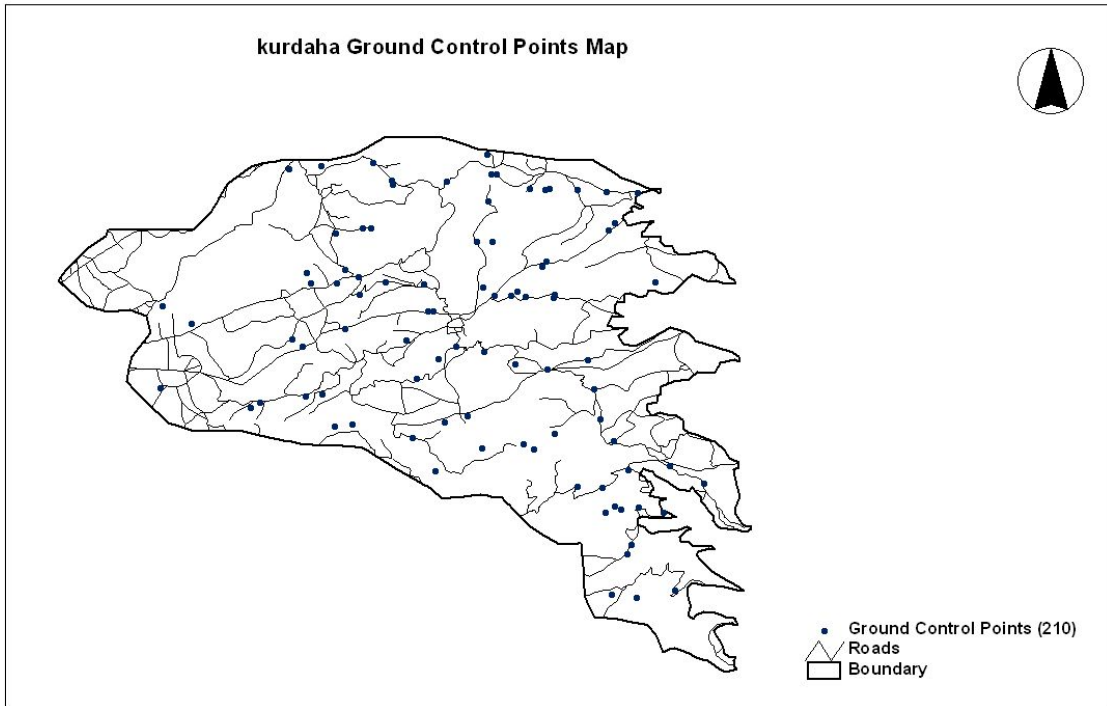 kurdaha Ground Control Points Map
Ground Control Points (210)
Roads
Boundary